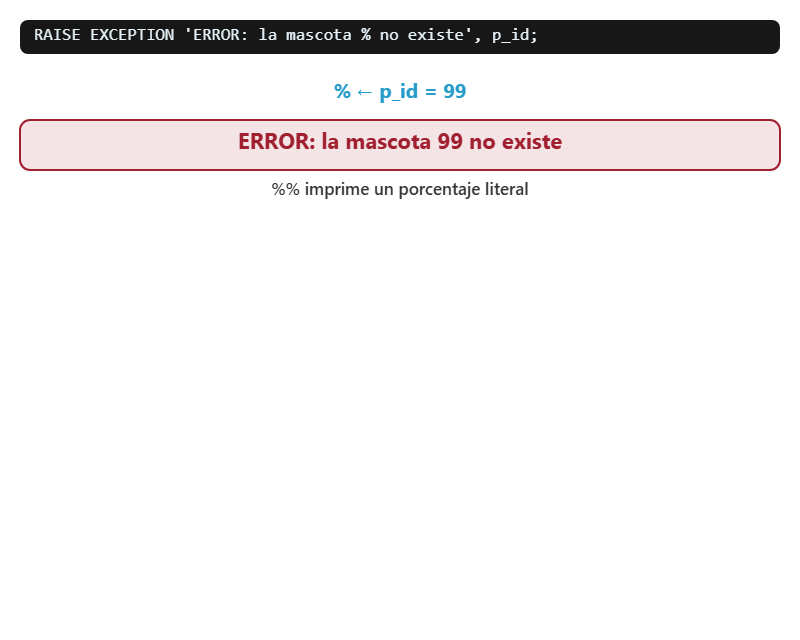 RAISE EXCEPTION 'ERROR: la mascota % no existe', p_id;
% ← p_id = 99
ERROR: la mascota 99 no existe
%% imprime un porcentaje literal